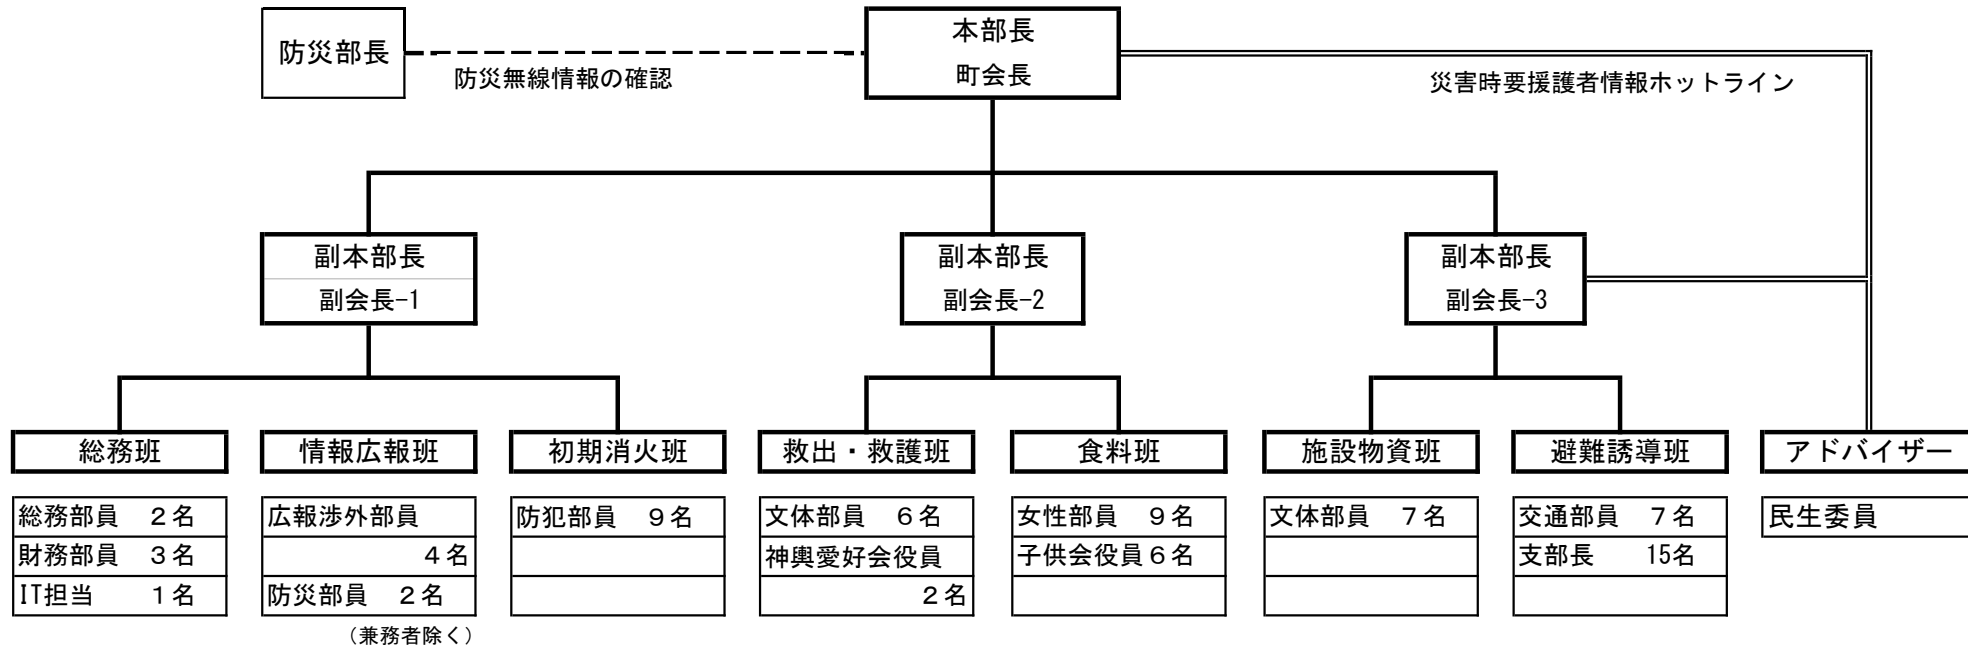 防災部長
防災無線情報の確認
本部長
町会長
災害時要援護者情報ホットライン
副本部長
副会長-1
副本部長
副会長-2
副本部長
副会長-3
総務班
情報広報班
初期消火班
救出・救護班
食料班
施設物資班
避難誘導班
アドバイザー
総務部員 2名
財務部員 3名
IT担当 1名
広報渉外部員
4名
防災部員 2名
(兼務者除く)
防犯部員 9名
文体部員 6名
神輿愛好会役員
2名
女性部員 9名
子供会役員6名
文体部員 7名
交通部員 7名
支部長 15名
民生委員